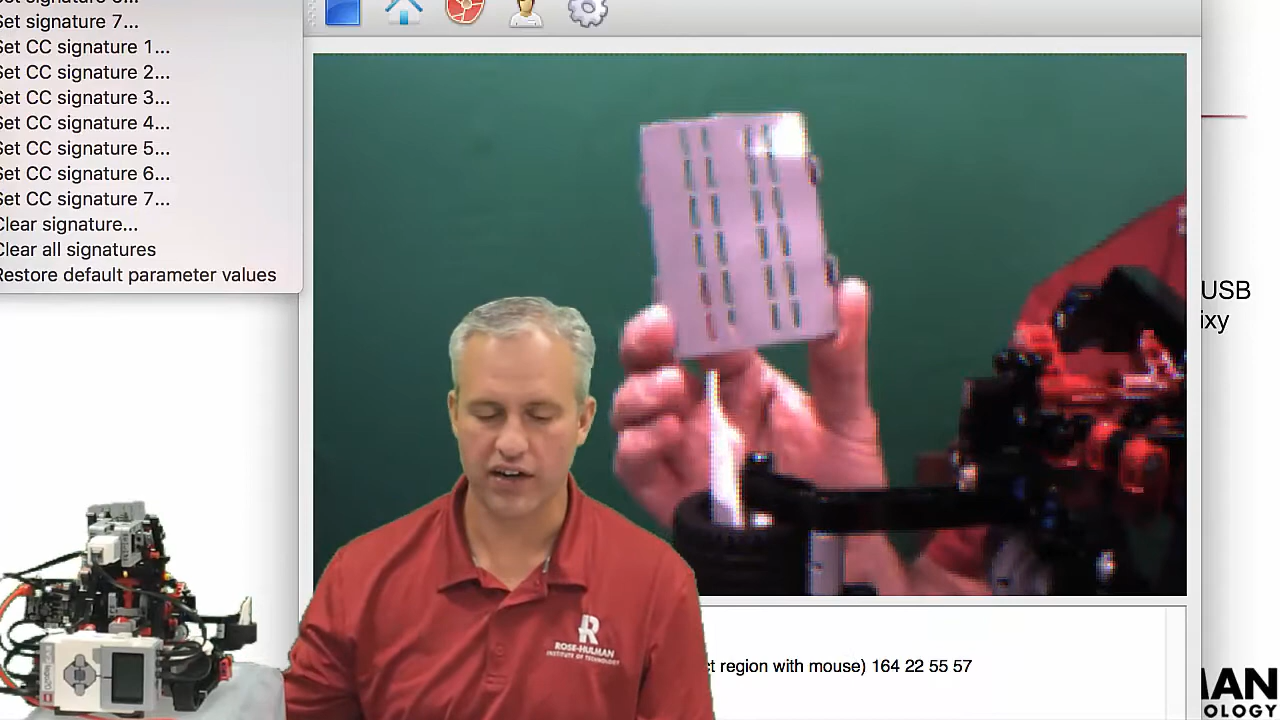 Set signature 7...
Set CC signature 1...
Set CC signature 2...
Set CC signature 3...
Set CC signature 4...
Set CC signature 5...
Set CC signature 6...
Set CC signature 7...
Clear signature...
Clear all signatures
Restore default parameter values
USB
ixy
ROSE-HULMAN
INSTITUTE OF TECHNOLOGY
ct region with mouse) 164 22 55 57
MAN
OLOGY